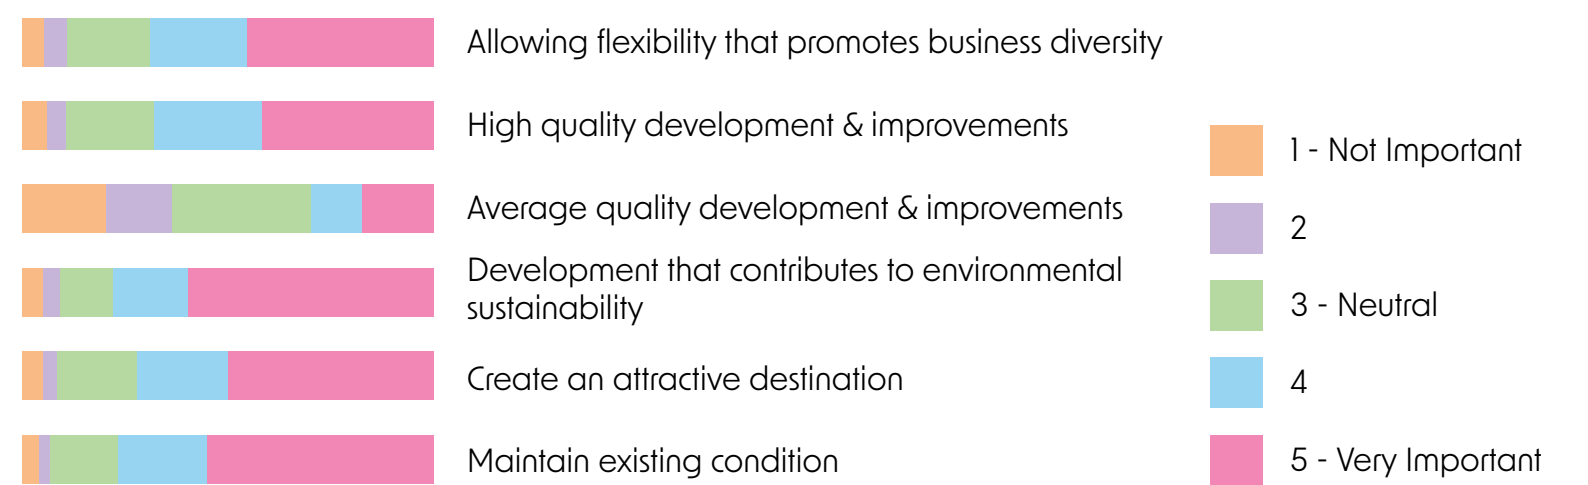 Allowing flexibility that promotes business diversity
High quality development & improvements
Average quality development & improvements
Development that contributes to environmental
sustainability
Create an attractive destination
Maintain existing condition
1 - Not Important
2
3 - Neutral
4
5 - Very Important